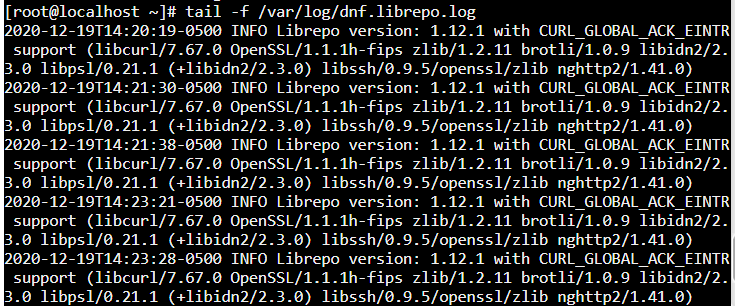 [root@localhost ~]# tail -f /var/log/dnf.librepo.log
2020-12-19T14:20:19-0500 INFO Librepo version: 1.12.1 with CURL_GLOBAL_ACK_EINTR
 support (libcurl/7.67.0 OpenSSL/1.1.1h-fips zlib/1.2.11 brotli/1.0.9 libidn2/2.
3.0 libpsl/0.21.1 (+libidn2/2.3.0) libssh/0.9.5/openssl/zlib nghttp2/1.41.0)
2020-12-19T14:21:30-0500 INFO Librepo version: 1.12.1 with CURL_GLOBAL_ACK_EINTR
 support (libcurl/7.67.0 OpenSSL/1.1.1h-fips zlib/1.2.11 brotli/1.0.9 libidn2/2.
3.0 libpsl/0.21.1 (+libidn2/2.3.0) libssh/0.9.5/openssl/zlib nghttp2/1.41.0)
2020-12-19T14:21:38-0500 INFO Librepo version: 1.12.1 with CURL_GLOBAL_ACK_EINTR
 support (libcurl/7.67.0 OpenSSL/1.1.1h-fips zlib/1.2.11 brotli/1.0.9 libidn2/2.
3.0 libpsl/0.21.1 (+libidn2/2.3.0) libssh/0.9.5/openssl/zlib nghttp2/1.41.0)
2020-12-19T14:23:21-0500 INFO Librepo version: 1.12.1 with CURL_GLOBAL_ACK_EINTR
 support (libcurl/7.67.0 OpenSSL/1.1.1h-fips zlib/1.2.11 brotli/1.0.9 libidn2/2.
3.0 libpsl/0.21.1 (+libidn2/2.3.0) libssh/0.9.5/openssl/zlib nghttp2/1.41.0)
2020-12-19T14:23:28-0500 INFO Librepo version: 1.12.1 with CURL_GLOBAL_ACK_EINTR
 support (libcurl/7.67.0 OpenSSL/1.1.1h-fips zlib/1.2.11 brotli/1.0.9 libidn2/2.
3.0 libpsl/0.21.1 (+libidn2/2.3.0) libssh/0.9.5/openssl/zlib nghttp2/1.41.0)